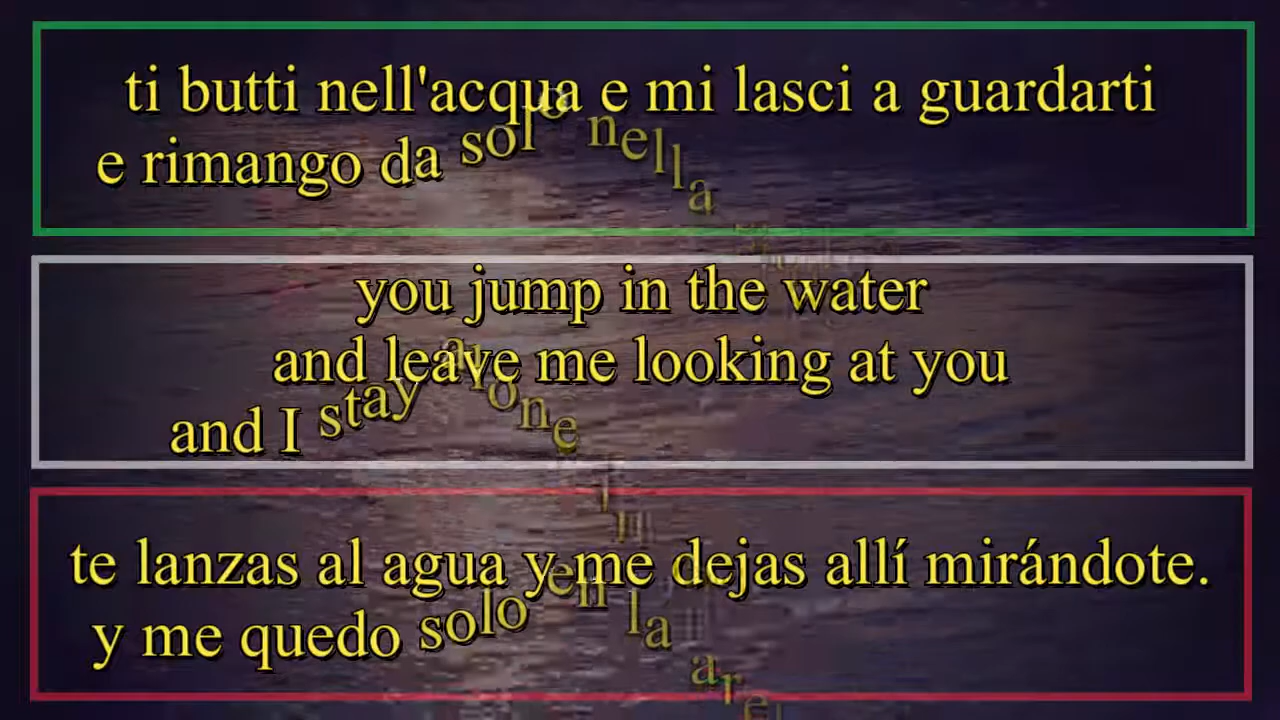 ti butti nell'acqua e mi lasci a guardarti
e rimango da solo nella
you jump in the water
and leave me looking at you
and I stay alone
te lanzas al agua y me dejas allí mirándote.
y me quedo solo en la